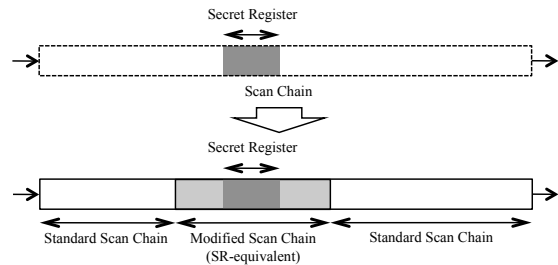 Secret Register
Scan Chain
Secret Register
Standard Scan Chain
Modified Scan Chain
(SR-equivalent)
Standard Scan Chain